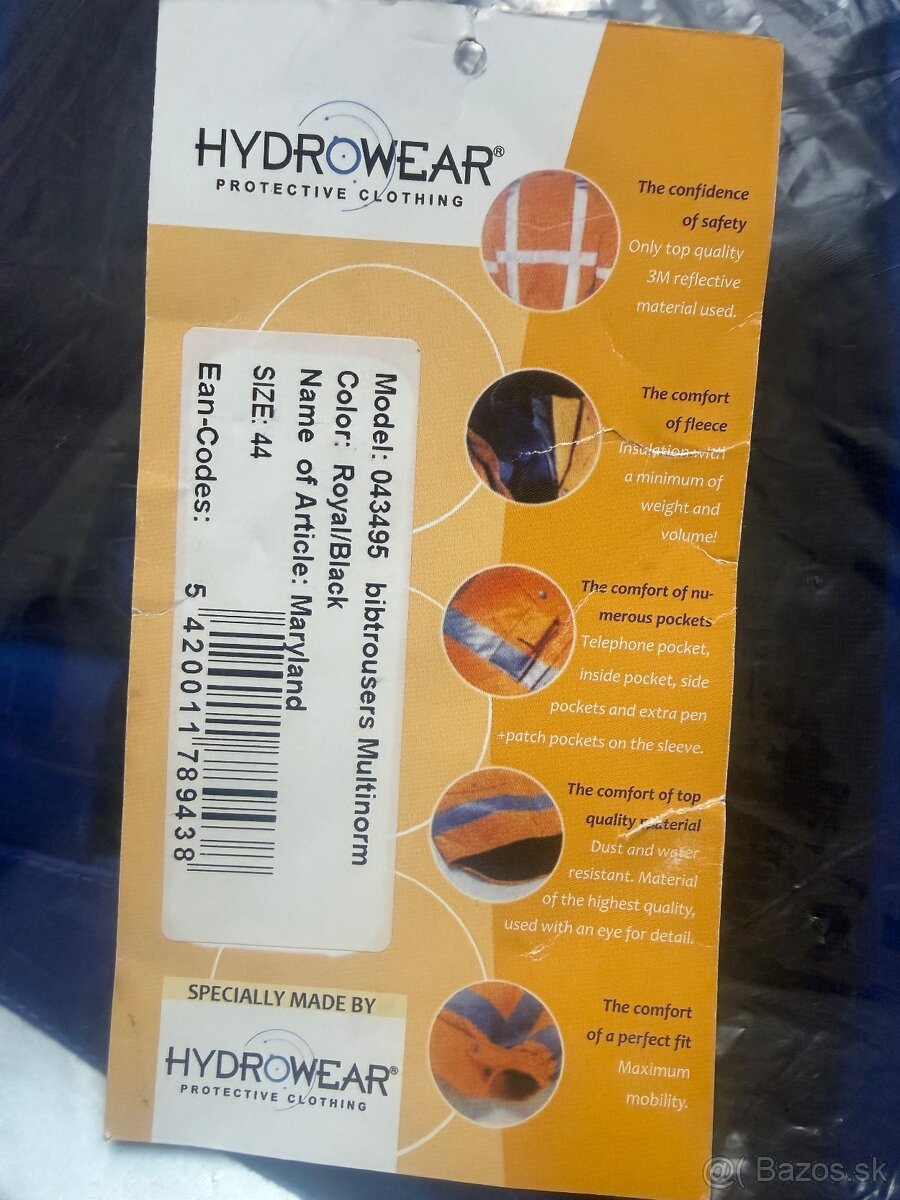 HYDROWEAR®
PROTECTIVE CLOTHING
The confidence
of safety
Only top quality
3M reflective
material used.
The comfort
of fleece
Insulation with
a minimum of
weight and
volume!
The comfort of nu-
merous pockets
Telephone pocket,
inside pocket, side
pockets and extra pen
+patch pockets on the sleeve.
The comfort of top
quality material
Dust and water
resistant. Material
of the highest quality,
used with an eye for detail.
The comfort
of a perfect fit
Maximum
mobility.
Model: 043495 bibtrousers Multinorm
Color: Royal/Black
Name of Article: Maryland
SIZE: 44
Ean-Codes:
5 420011 789438
SPECIALLY MADE BY
HYDROWEAR®
PROTECTIVE CLOTHING
@( Bazos.sk